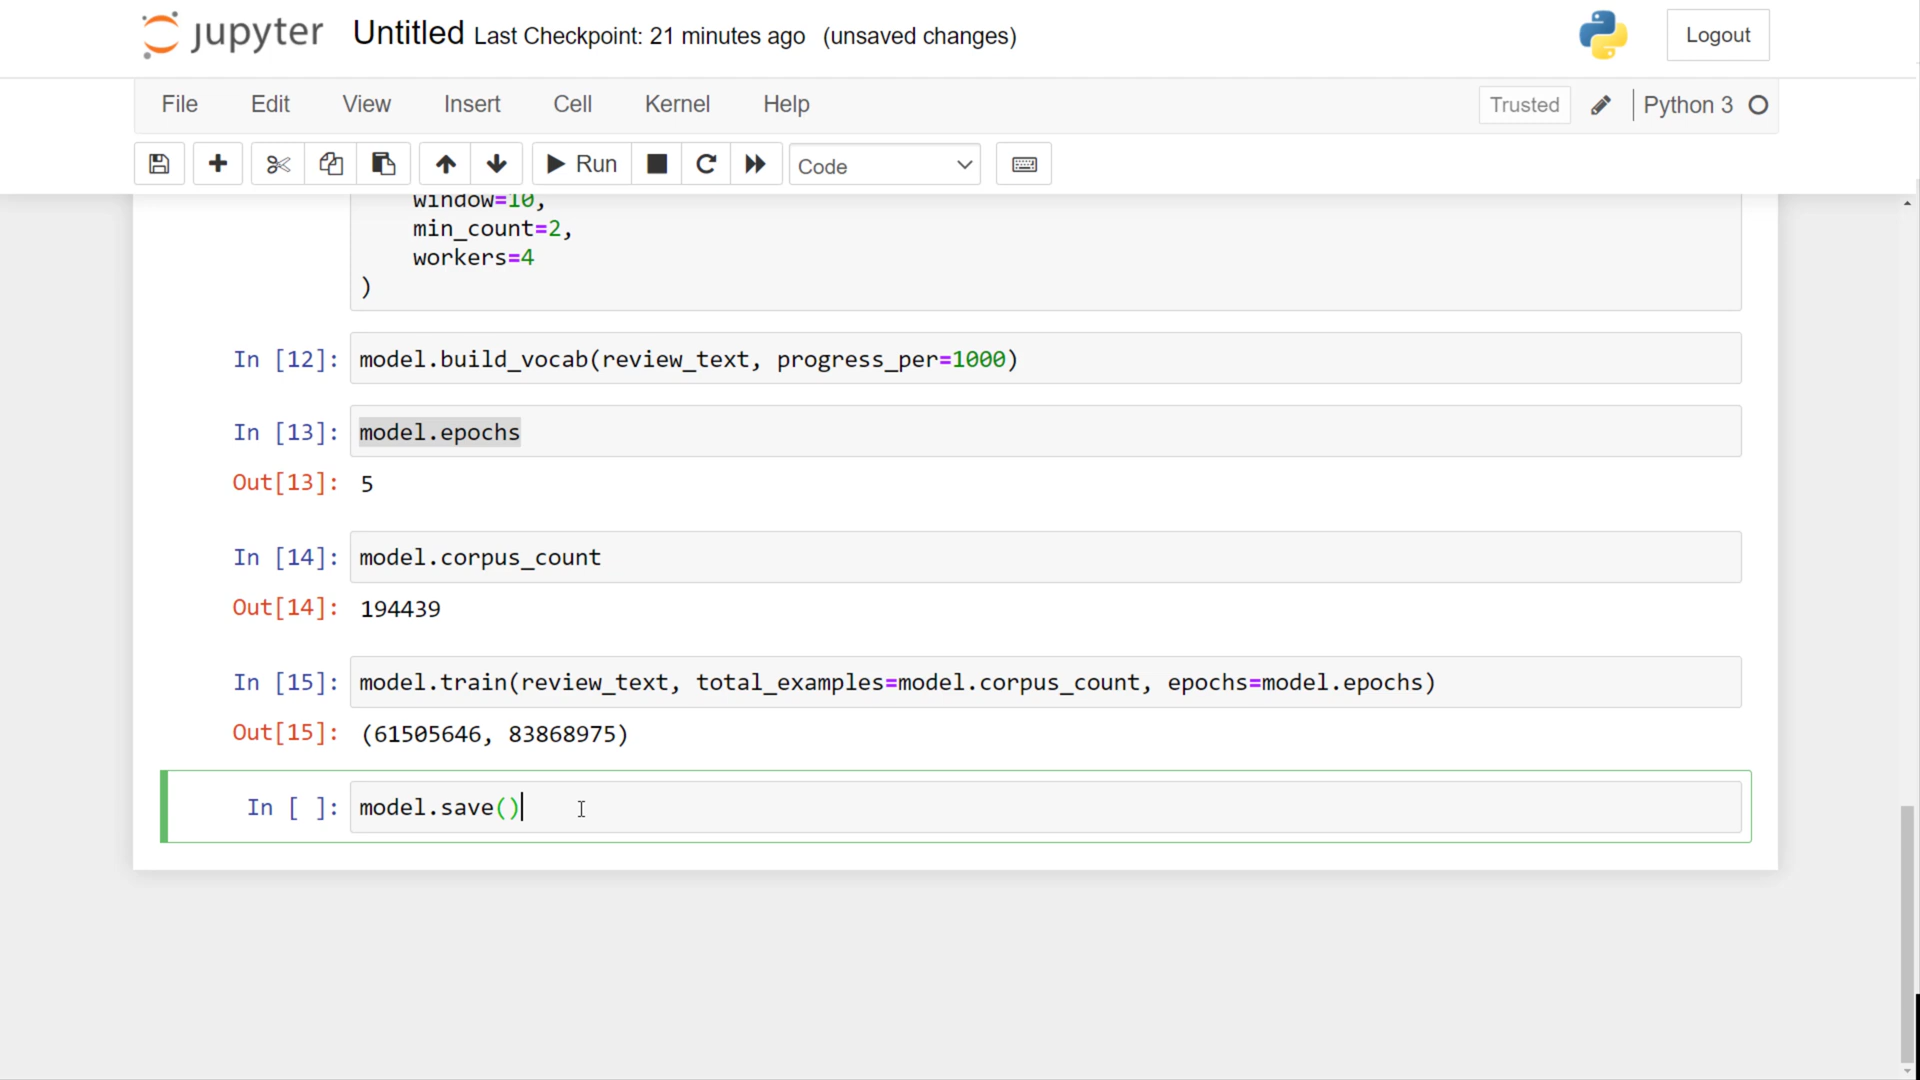 jupyter Untitled Last Checkpoint: 21 minutes ago (unsaved changes) Logout
File Edit View Insert Cell Kernel Help Trusted Python 3
Run Code
window=10,
min_count=2,
workers=4
)
In [12]: model.build_vocab(review_text, progress_per=1000)
In [13]: model.epochs
Out[13]: 5
In [14]: model.corpus_count
Out[14]: 194439
In [15]: model.train(review_text, total_examples=model.corpus_count, epochs=model.epochs)
Out[15]: (61505646, 83868975)
In [ ]: model.save()